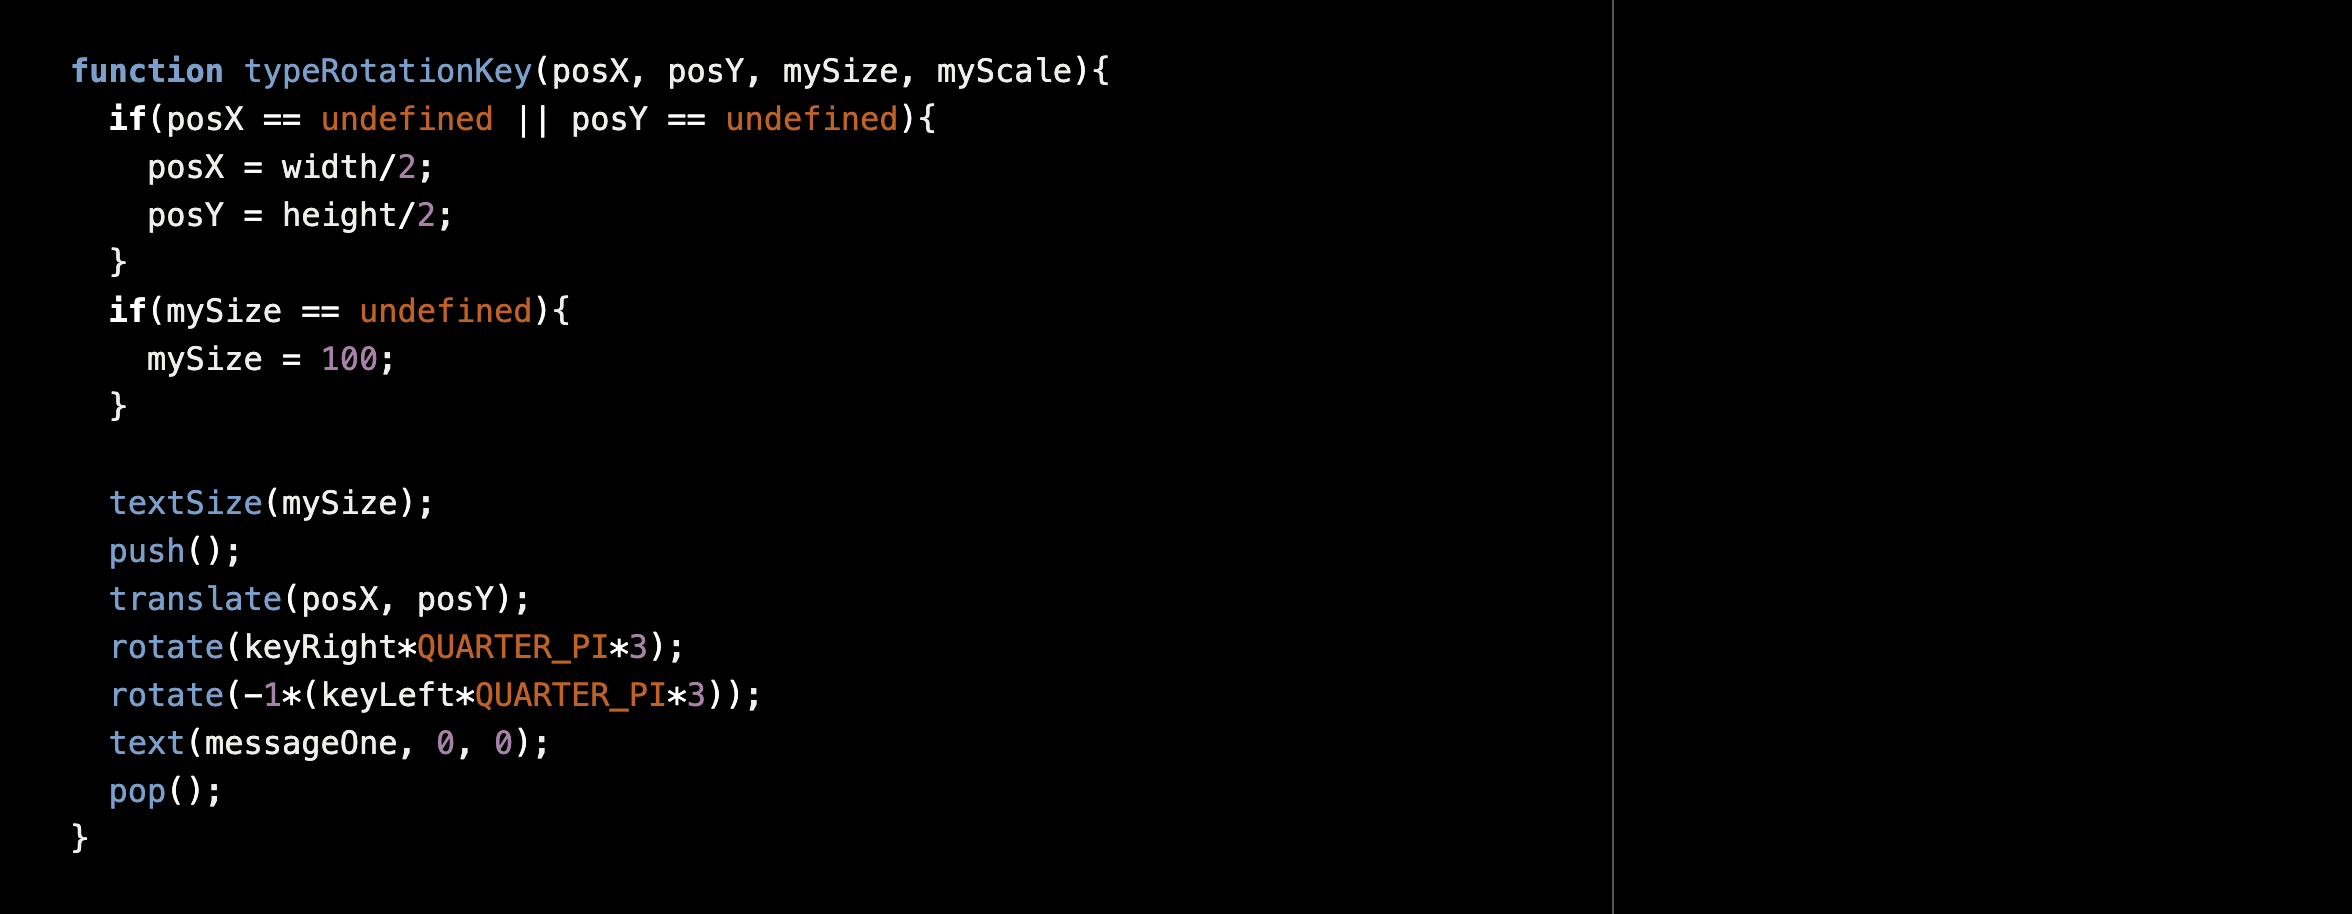 function typeRotationKey(posX, posY, mySize, myScale){
  if(posX == undefined || posY == undefined){
    posX = width/2;
    posY = height/2;
  }
  if(mySize == undefined){
    mySize = 100;
  }

  textSize(mySize);
  push();
  translate(posX, posY);
  rotate(keyRight*QUARTER_PI*3);
  rotate(-1*(keyLeft*QUARTER_PI*3));
  text(messageOne, 0, 0);
  pop();
}